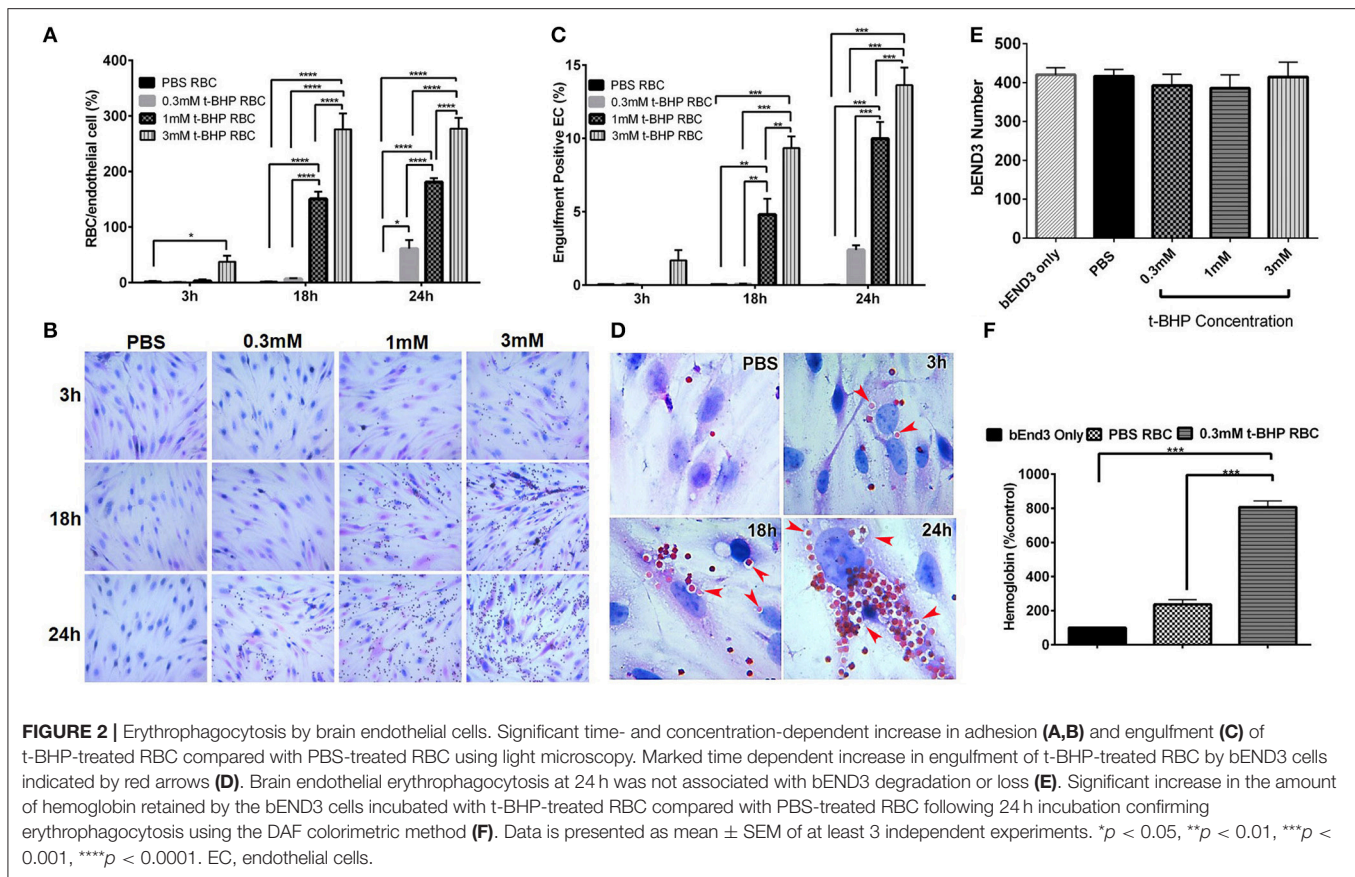 A
RBC/endothelial cell (%)
400
300
200
100
0
PBS RBC
0.3mM t-BHP RBC
1mM t-BHP RBC
3mM t-BHP RBC
*
****
****
****
****
****
****
****
****
****
****
*
3h
18h
24h
B
PBS
0.3mM
1mM
3mM
3h
18h
24h
C
Engulfment Positive EC (%)
15
10
5
0
PBS RBC
0.3mM t-BHP RBC
1mM t-BHP RBC
3mM t-BHP RBC
***
***
**
**
**
***
***
***
***
***
3h
18h
24h
D
PBS
3h
18h
24h
E
bEND3 Number
500
400
300
200
100
0
bEND3 only
PBS
0.3mM
1mM
3mM
t-BHP Concentration
F
bEnd3 Only
PBS RBC
0.3mM t-BHP RBC
Hemoglobin (%control)
1000
800
600
400
200
0
***
***
FIGURE 2 | Erythrophagocytosis by brain endothelial cells. Significant time- and concentration-dependent increase in adhesion (A,B) and engulfment (C) of
t-BHP-treated RBC compared with PBS-treated RBC using light microscopy. Marked time dependent increase in engulfment of t-BHP-treated RBC by bEND3 cells
indicated by red arrows (D). Brain endothelial erythrophagocytosis at 24 h was not associated with bEND3 degradation or loss (E). Significant increase in the amount
of hemoglobin retained by the bEND3 cells incubated with t-BHP-treated RBC compared with PBS-treated RBC following 24 h incubation confirming
erythrophagocytosis using the DAF colorimetric method (F). Data is presented as mean ± SEM of at least 3 independent experiments. *p < 0.05, **p < 0.01, ***p <
0.001, ****p < 0.0001. EC, endothelial cells.